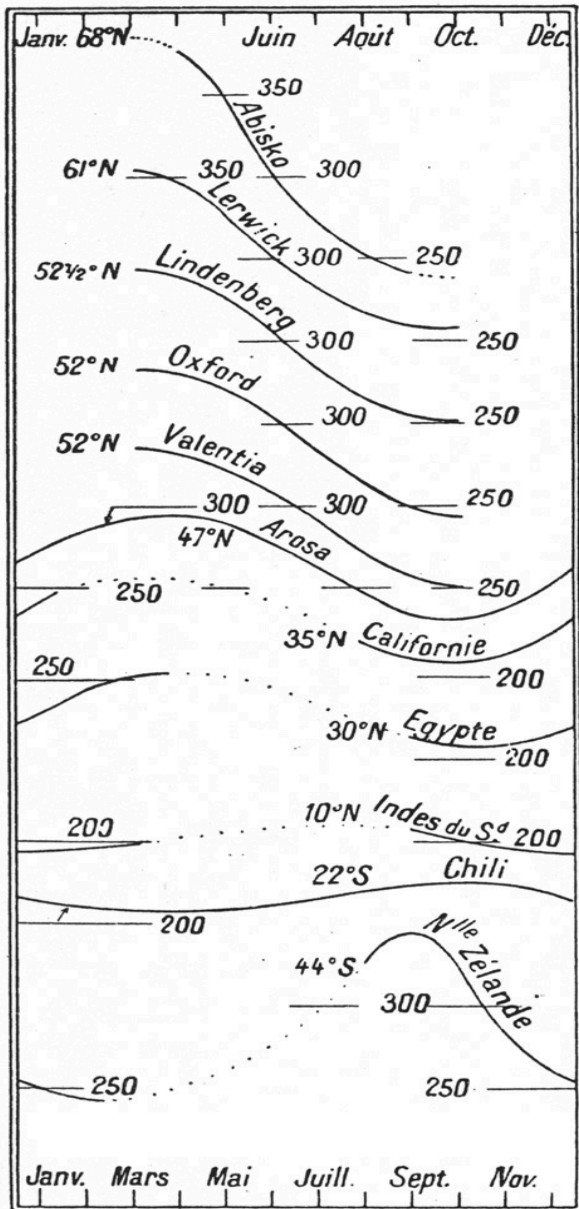 Janv. 68°N Juin Août Oct. Déc.
350
Abisko
61°N 350 300
Lerwick
300 250
52½° N Lindenberg
300 250
52°N Oxford
300 250
52°N Valentia
300 300 250
47°N Arosa
250 250
35°N Californie
250 200
30°N Egypte
200
10°N Indes du Sd
200 200
22°S Chili
200
44°S Nlle Zélande
300
250 250
Janv. Mars Mai Juill. Sept. Nov.